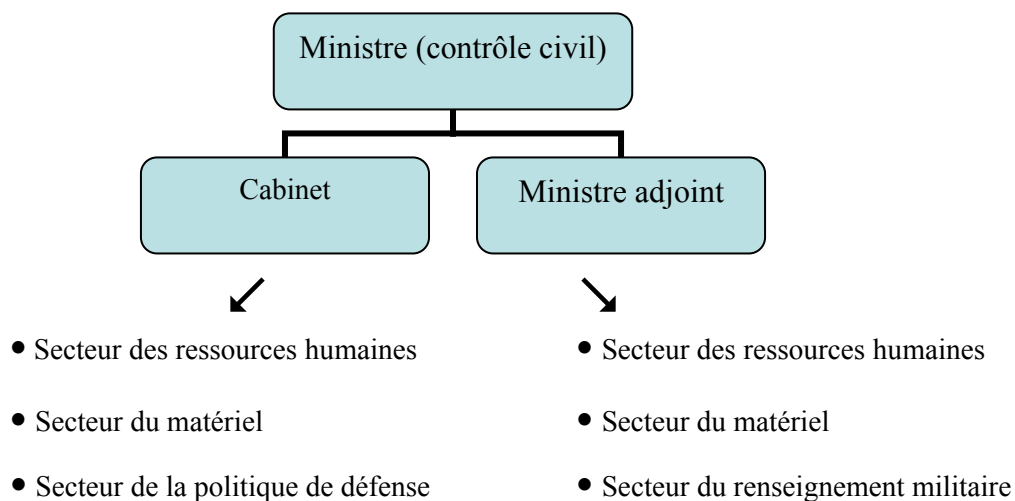 Ministre (contrôle civil)
Cabinet
Ministre adjoint
• Secteur des ressources humaines
• Secteur du matériel
• Secteur de la politique de défense
• Secteur des ressources humaines
• Secteur du matériel
• Secteur du renseignement militaire